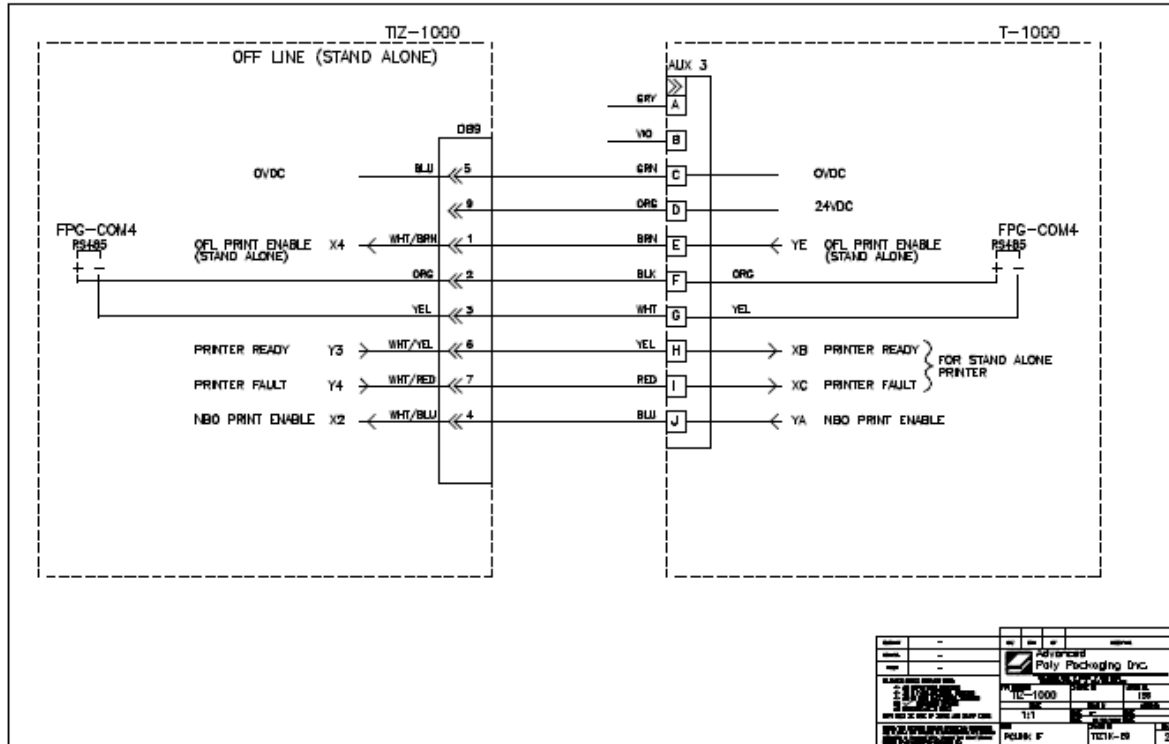 TIZ-1000
T-1000
OFF LINE (STAND ALONE)
AUX 3
GRY
A
DB9
VIO
B
0VDC
BLU
5
GRN
C
0VDC
9
ORG
D
24VDC
FPG-COM4
RS485
+ -
OFL PRINT ENABLE
(STAND ALONE)
X4
WHT/BRN
1
BRN
E
YE
OFL PRINT ENABLE
(STAND ALONE)
FPG-COM4
RS485
+ -
ORG
2
BLK
F
ORG
YEL
3
WHT
G
YEL
PRINTER READY
Y3
WHT/YEL
6
YEL
H
XB
PRINTER READY
FOR STAND ALONE
PRINTER
PRINTER FAULT
Y4
WHT/RED
7
RED
I
XC
PRINTER FAULT
NBO PRINT ENABLE
X2
WHT/BLU
4
BLU
J
YA
NBO PRINT ENABLE
Advanced
Poly Packaging Inc.
TIZ-1000
1:1